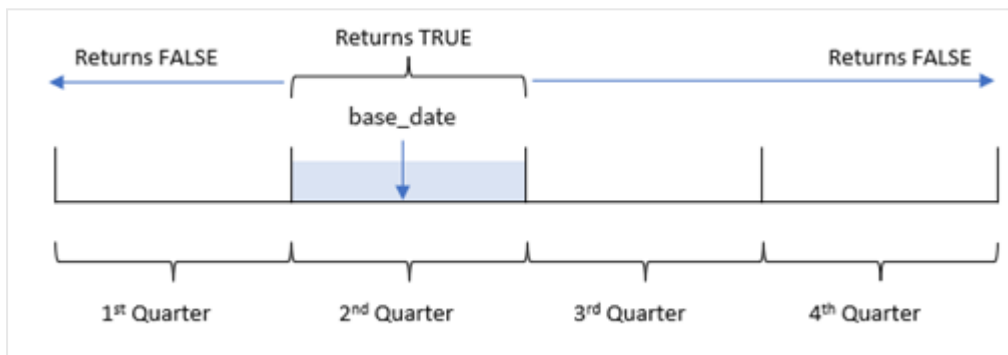 Returns TRUE
Returns FALSE
Returns FALSE
base_date
1st Quarter
2nd Quarter
3rd Quarter
4th Quarter